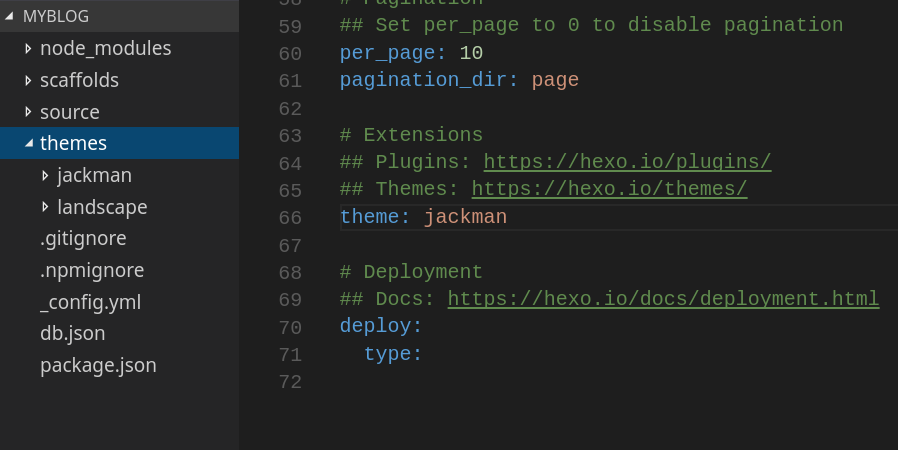 MYBLOG
node_modules
scaffolds
source
themes
jackman
landscape
.gitignore
.npmignore
_config.yml
db.json
package.json
58 # Pagination
59 ## Set per_page to 0 to disable pagination
60 per_page: 10
61 pagination_dir: page
62
63 # Extensions
64 ## Plugins: https://hexo.io/plugins/
65 ## Themes: https://hexo.io/themes/
66 theme: jackman
67
68 # Deployment
69 ## Docs: https://hexo.io/docs/deployment.html
70 deploy:
71   type:
72